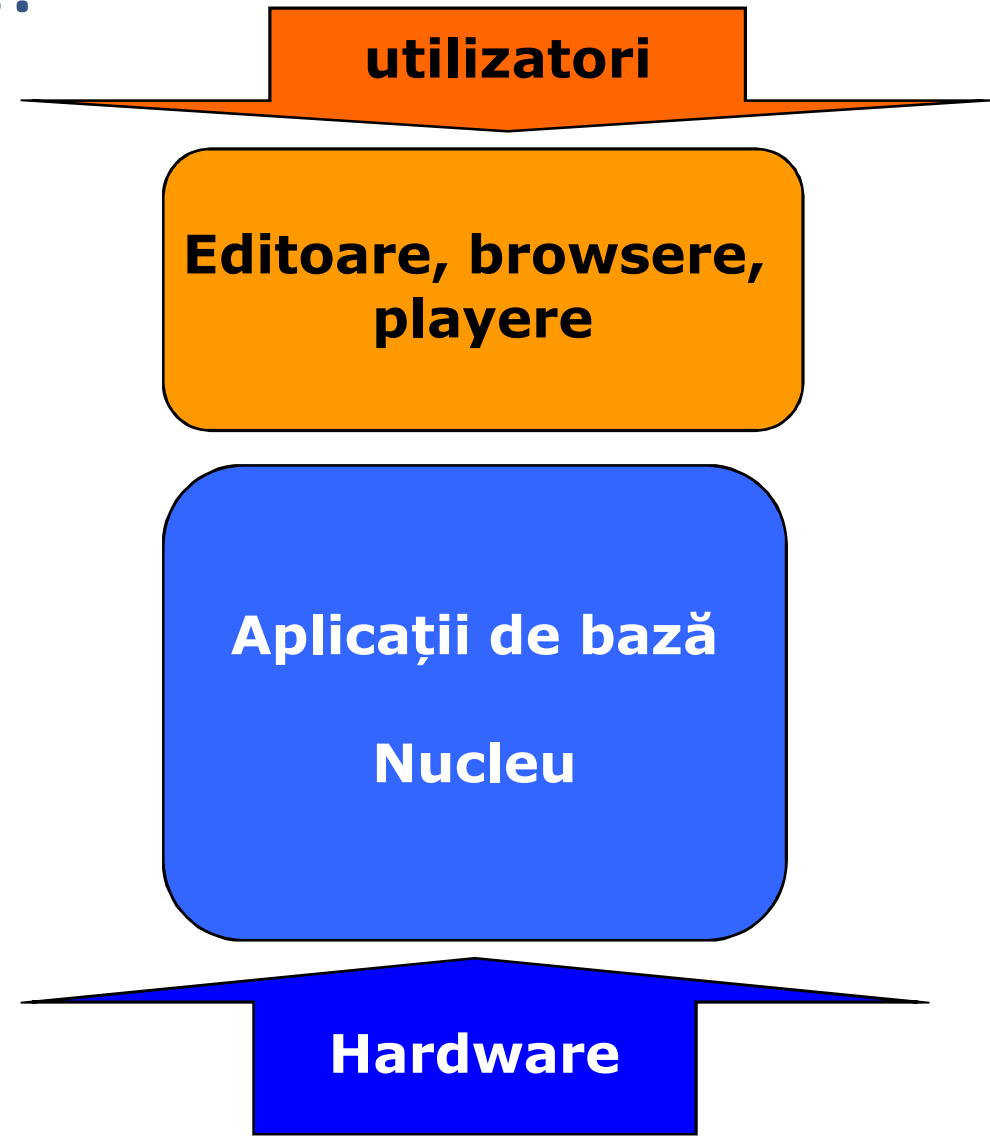 utilizatori
Editoare, browsere,
playere
Aplicații de bază
Nucleu
Hardware